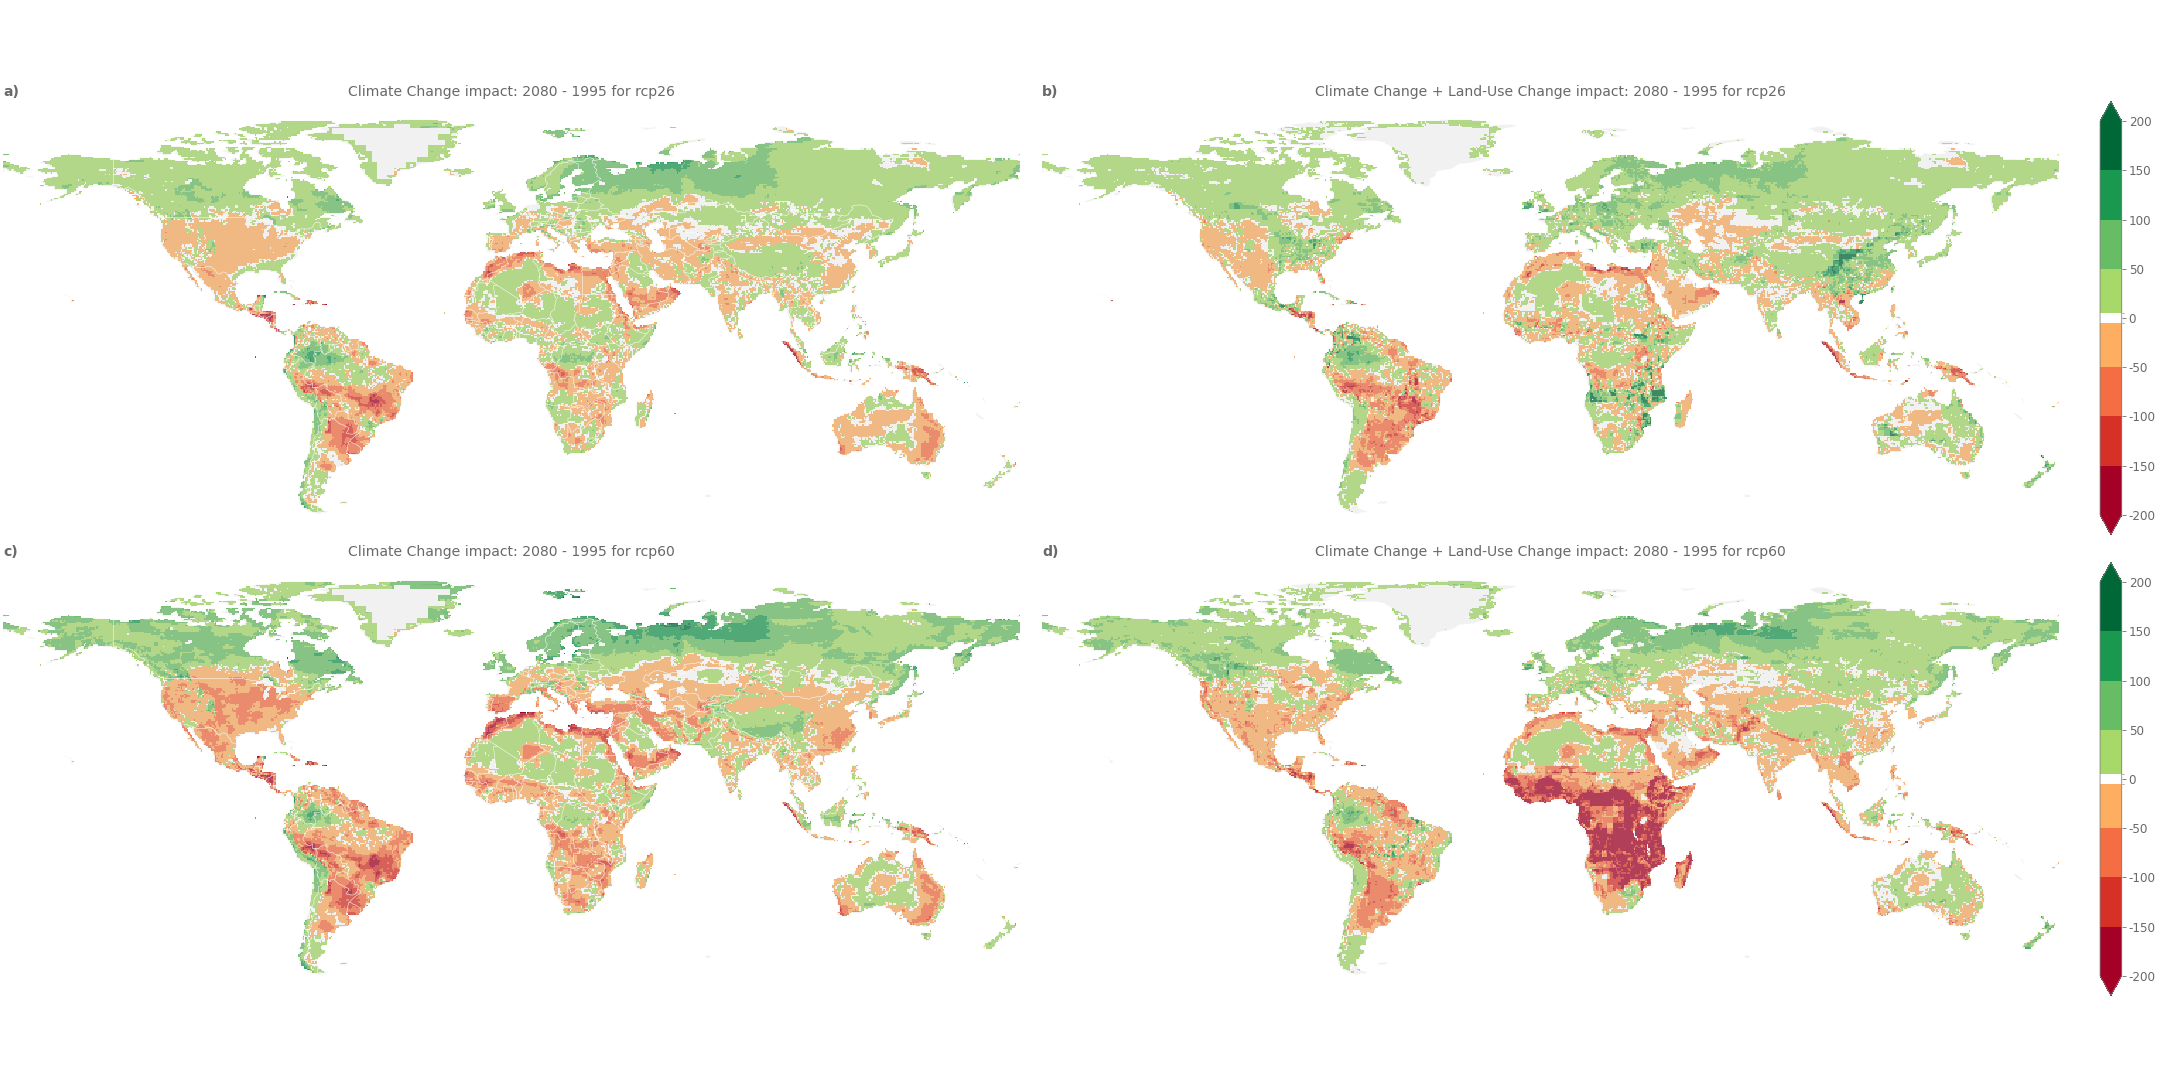 a)
Climate Change impact: 2080 - 1995 for rcp26
b)
Climate Change + Land-Use Change impact: 2080 - 1995 for rcp26
200
150
100
50
0
-50
-100
-150
-200
c)
Climate Change impact: 2080 - 1995 for rcp60
d)
Climate Change + Land-Use Change impact: 2080 - 1995 for rcp60
200
150
100
50
0
-50
-100
-150
-200